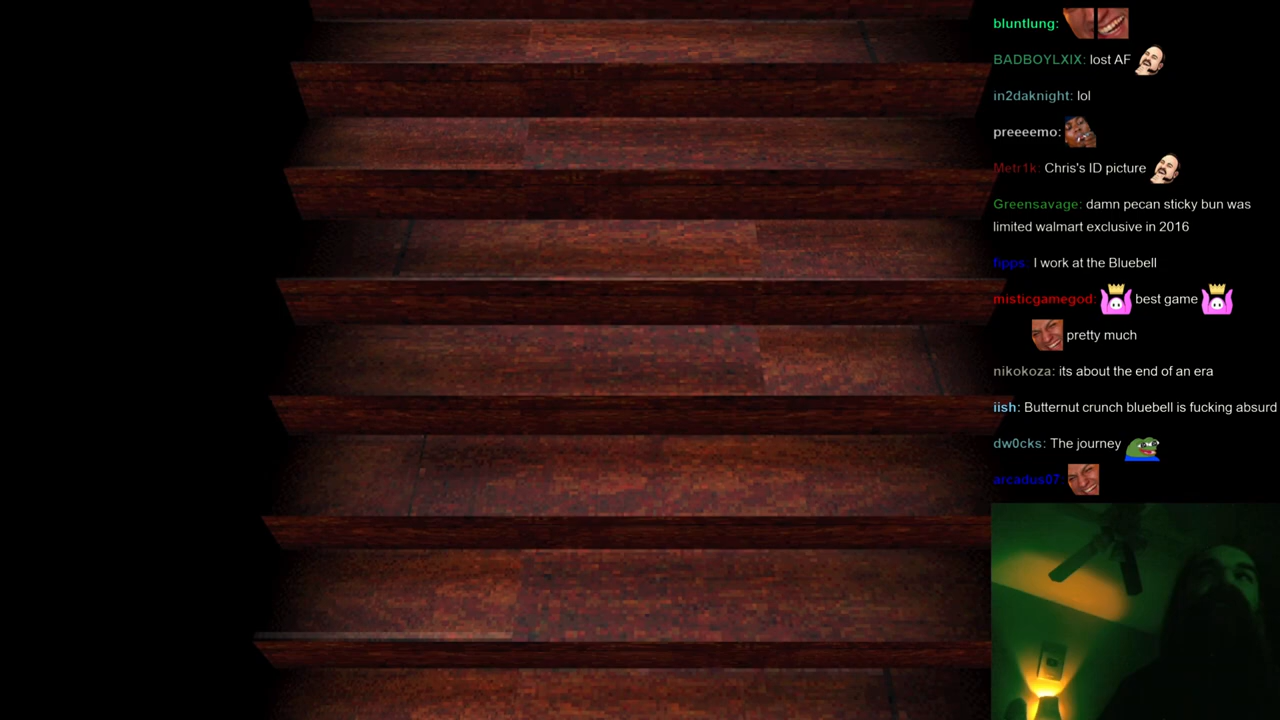 bluntlung:
BADBOYLXIX: lost AF
in2daknight: lol
preeeemo:
Metr1k: Chris's ID picture
Greensavage: damn pecan sticky bun was
limited walmart exclusive in 2016
fipps: I work at the Bluebell
misticgamegod: best game
pretty much
nikokoza: its about the end of an era
iish: Butternut crunch bluebell is fucking absurd
dw0cks: The journey
arcadus07: